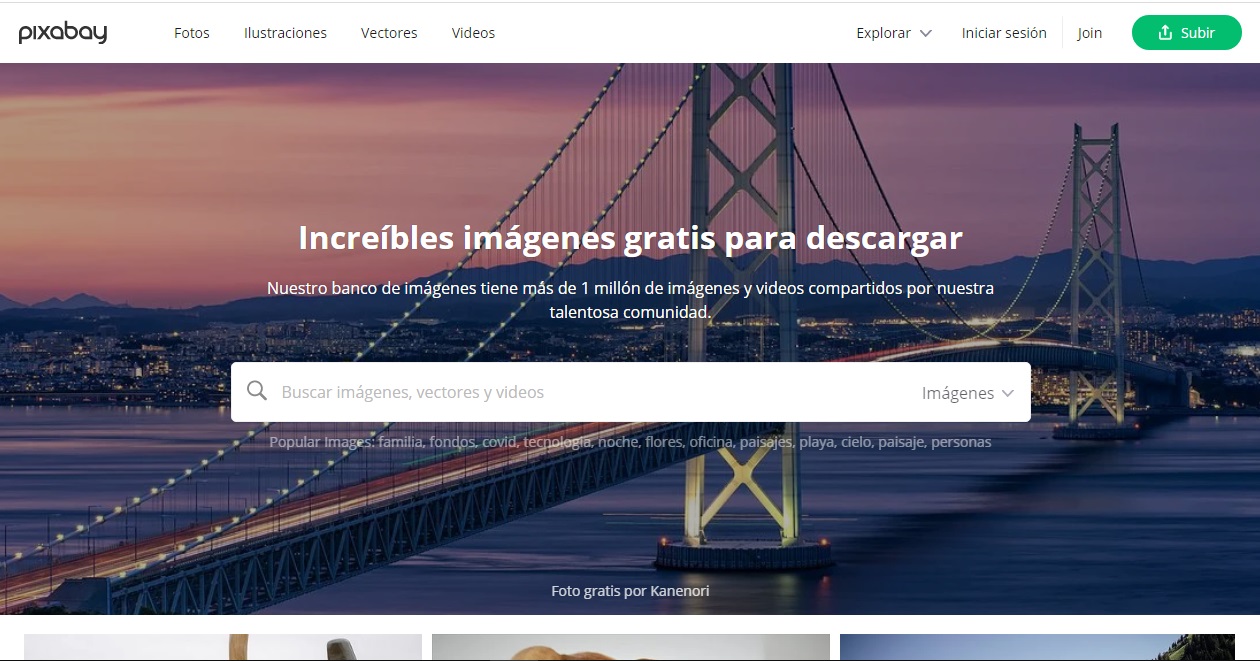 pixabay
Fotos Ilustraciones Vectores Videos Explorar Iniciar sesión Join Subir
Increíbles imágenes gratis para descargar
Nuestro banco de imágenes tiene más de 1 millón de imágenes y videos compartidos por nuestra
talentosa comunidad.
Buscar imágenes, vectores y videos Imágenes
Popular Images: familia, fondos, covid, tecnología, noche, flores, oficina, paisajes, playa, cielo, paisaje, personas
Foto gratis por Kanenori